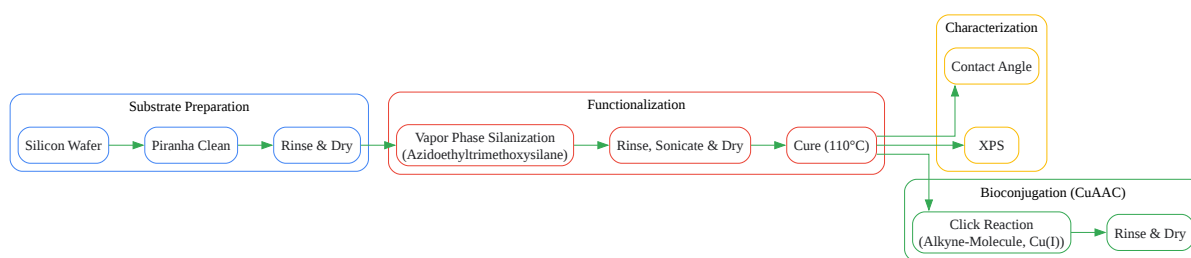 Substrate Preparation
Silicon Wafer
Piranha Clean
Rinse & Dry
Functionalization
Vapor Phase Silanization
(Azidoethyltrimethoxysilane)
Rinse, Sonicate & Dry
Cure (110°C)
Characterization
Contact Angle
XPS
Bioconjugation (CuAAC)
Click Reaction
(Alkyne-Molecule, Cu(I))
Rinse & Dry